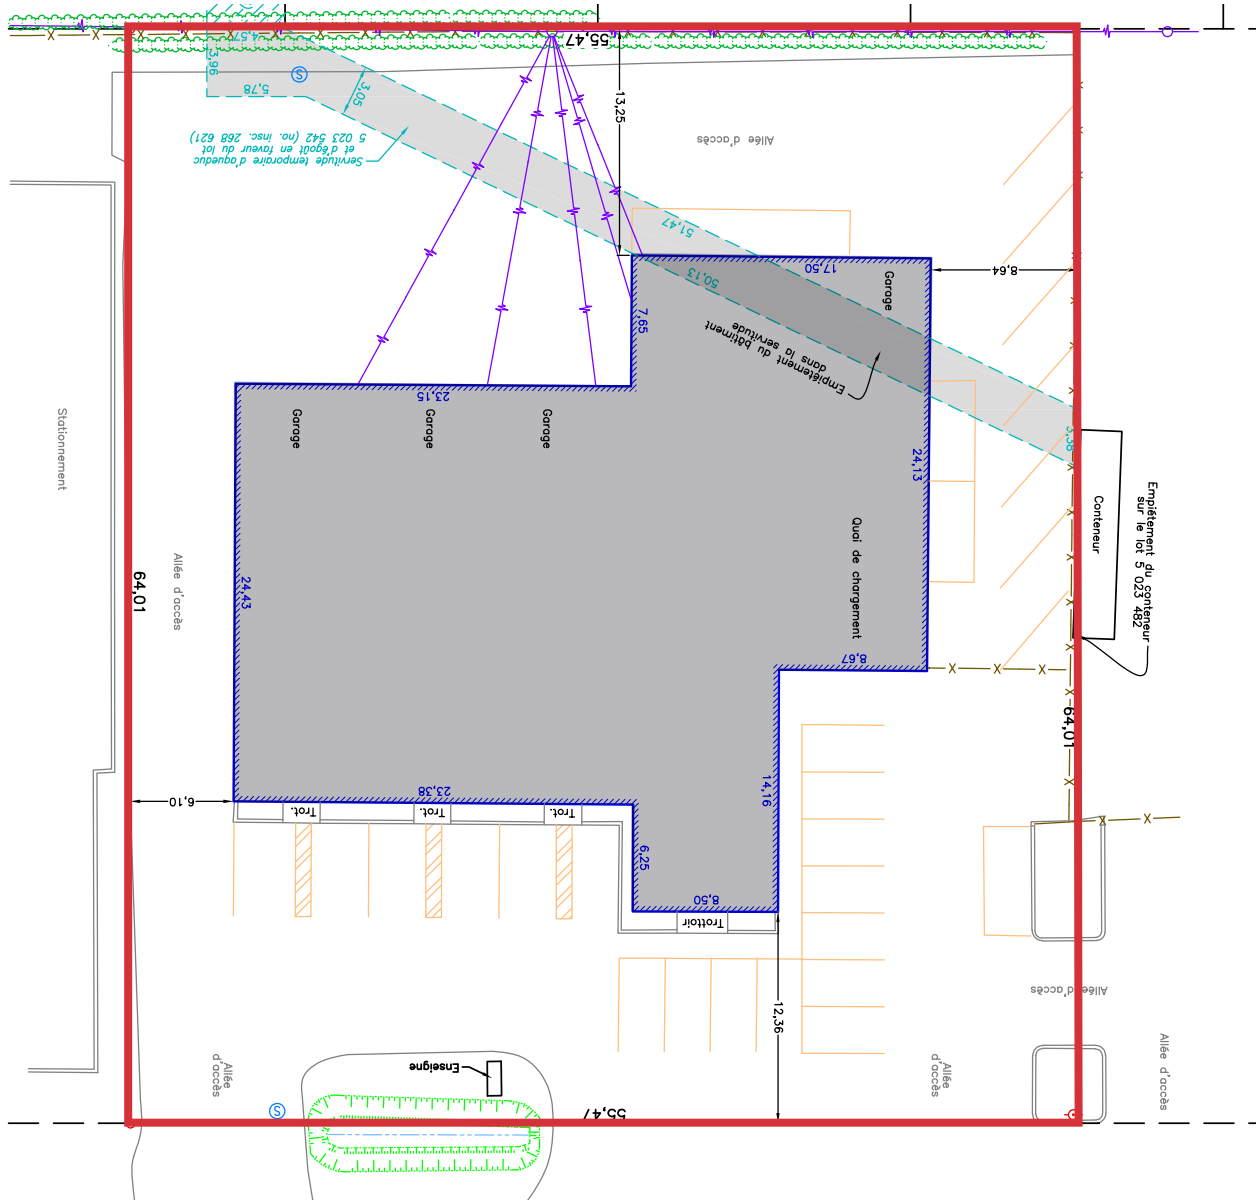 4,57
55,47
3,96
5,78
3,05
13,25
Servitude temporaire d'aqueduc
et d'égoût en faveur du lot
5 023 542 (no. insc. 268 621)
Allée d'accès
51,47
50,13
17,50
8,64
Garage
7,65
Empiétement du bâtiment
dans la servitude
23,15
Garage
Garage
Garage
3,38
24,13
Stationnement
Conteneur
Empiétement du conteneur
sur le lot 5 023 482
Quai de chargement
Allée d'accès
64,01
24,43
8,67
64,01
6,10
23,38
14,16
Trot.
Trot.
Trot.
6,25
8,50
Trottoir
12,36
Allée d'accès
Enseigne
Allée
d'accès
Allée
d'accès
Allée d'accès
S
S
55,47